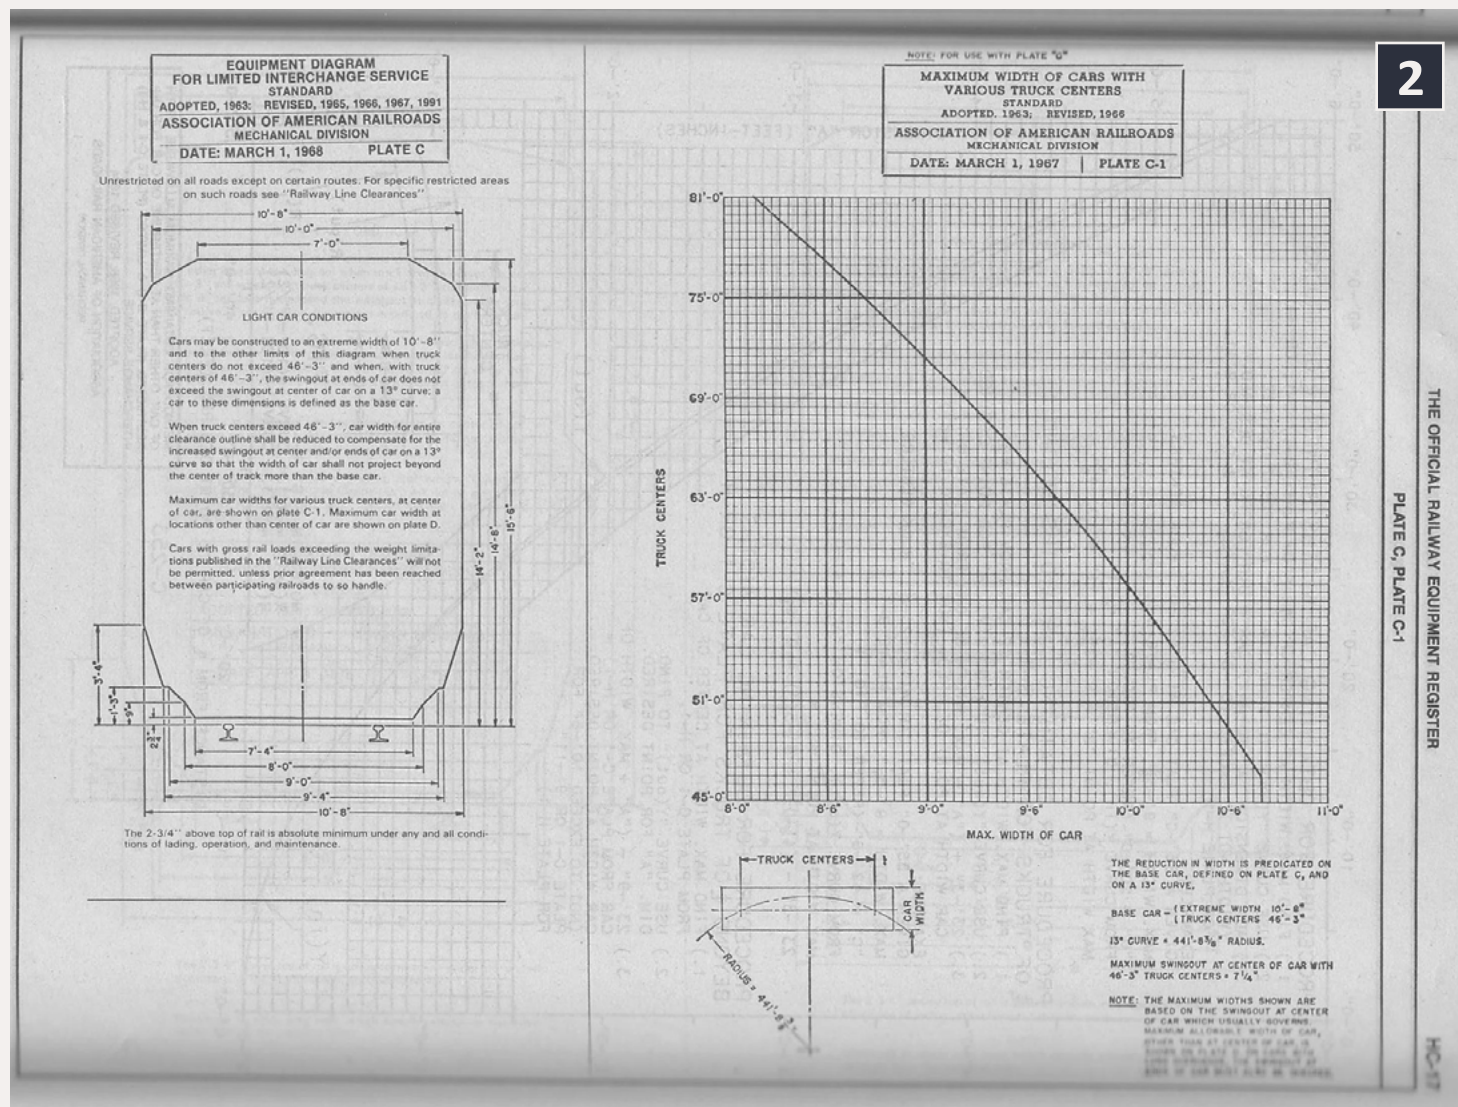 2
EQUIPMENT DIAGRAM
FOR LIMITED INTERCHANGE SERVICE
STANDARD
ADOPTED, 1963: REVISED, 1965, 1966, 1967, 1991
ASSOCIATION OF AMERICAN RAILROADS
MECHANICAL DIVISION
DATE: MARCH 1, 1968 PLATE C
Unrestricted on all roads except on certain routes. For specific restricted areas
on such roads see "Railway Line Clearances"
10'-8"
10'-0"
7'-0"
LIGHT CAR CONDITIONS
Cars may be constructed to an extreme width of 10'-8"
and to the other limits of this diagram when truck
centers do not exceed 46'-3" and when, with truck
centers of 46'-3", the swingout at ends of car does not
exceed the swingout at center of car on a 13° curve; a
car to these dimensions is defined as the base car.
When truck centers exceed 46'-3", car width for entire
clearance outline shall be reduced to compensate for the
increased swingout at center and/or ends of car on a 13°
curve so that the width of car shall not project beyond
the center of track more than the base car.
Maximum car widths for various truck centers, at center
of car, are shown on plate C-1. Maximum car width at
locations other than center of car are shown on plate D.
Cars with gross rail loads exceeding the weight limita-
tions published in the "Railway Line Clearances" will not
be permitted, unless prior agreement has been reached
between participating railroads to so handle.
14'-2"
14'-8"
15'-6"
3'-4"
1'-3"
9"
2 3/4"
7'-4"
8'-0"
9'-0"
9'-4"
10'-8"
The 2-3/4" above top of rail is absolute minimum under any and all condi-
tions of lading, operation, and maintenance.
NOTE: FOR USE WITH PLATE "C"
MAXIMUM WIDTH OF CARS WITH
VARIOUS TRUCK CENTERS
STANDARD
ADOPTED, 1963; REVISED, 1966
ASSOCIATION OF AMERICAN RAILROADS
MECHANICAL DIVISION
DATE: MARCH 1, 1967 PLATE C-1
81'-0"
75'-0"
69'-0"
63'-0"
57'-0"
51'-0"
45'-0"
TRUCK CENTERS
8'-0" 8'-6" 9'-0" 9'-6" 10'-0" 10'-6" 11'-0"
MAX. WIDTH OF CAR
TRUCK CENTERS
CAR
WIDTH
RADIUS = 441'-8 3/8"
THE REDUCTION IN WIDTH IS PREDICATED ON
THE BASE CAR, DEFINED ON PLATE C, AND
ON A 13° CURVE.
BASE CAR – {EXTREME WIDTH 10'-8"
{TRUCK CENTERS 46'-3"
13° CURVE = 441'-8 3/8" RADIUS.
MAXIMUM SWINGOUT AT CENTER OF CAR WITH
46'-3" TRUCK CENTERS = 7 1/4"
NOTE: THE MAXIMUM WIDTHS SHOWN ARE
BASED ON THE SWINGOUT AT CENTER
OF CAR WHICH USUALLY GOVERNS.
MAXIMUM ALLOWABLE WIDTH OF CAR,
OTHER THAN AT CENTER OF CAR, IS
THE OFFICIAL RAILWAY EQUIPMENT REGISTER
PLATE C, PLATE C-1
HC-17